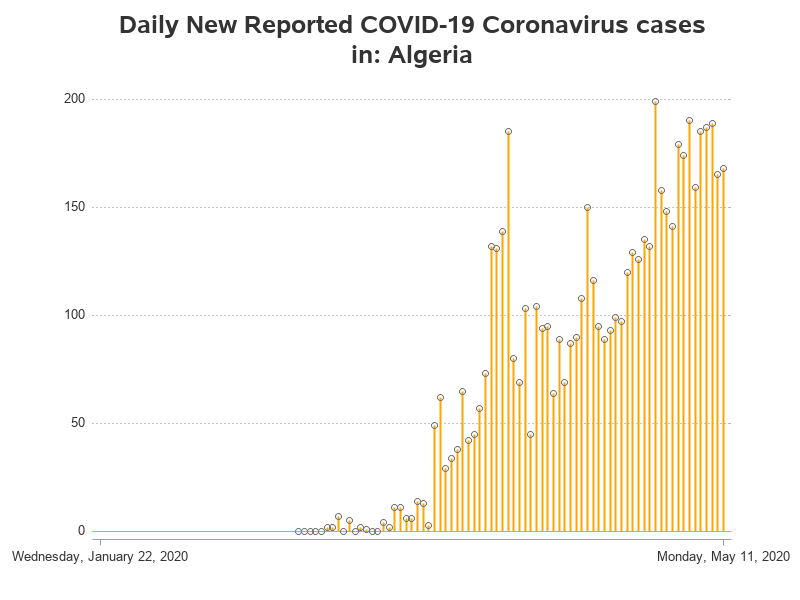 Daily New Reported COVID-19 Coronavirus cases
in: Algeria
200
150
100
50
0
Wednesday, January 22, 2020
Monday, May 11, 2020